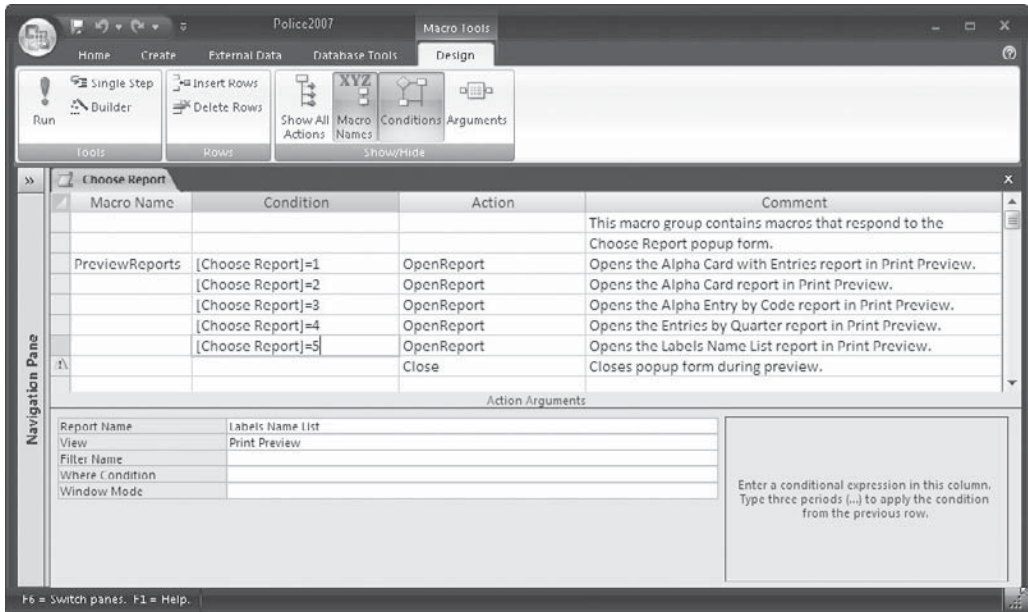 Police2007
Macro Tools
Home Create External Data Database Tools Design
Single Step
Builder
Run
Tools
Insert Rows
Delete Rows
Rows
Show All Actions
XYZ
Macro Names
Conditions
Arguments
Show/Hide
Choose Report
Macro Name Condition Action Comment
This macro group contains macros that respond to the
Choose Report popup form.
PreviewReports [Choose Report]=1 OpenReport Opens the Alpha Card with Entries report in Print Preview.
[Choose Report]=2 OpenReport Opens the Alpha Card report in Print Preview.
[Choose Report]=3 OpenReport Opens the Alpha Entry by Code report in Print Preview.
[Choose Report]=4 OpenReport Opens the Entries by Quarter report in Print Preview.
[Choose Report]=5 OpenReport Opens the Labels Name List report in Print Preview.
Close Closes popup form during preview.
Navigation Pane
Action Arguments
Report Name Labels Name List
View Print Preview
Filter Name
Where Condition
Window Mode
Enter a conditional expression in this column.
Type three periods (...) to apply the condition
from the previous row.
F6 = Switch panes. F1 = Help.